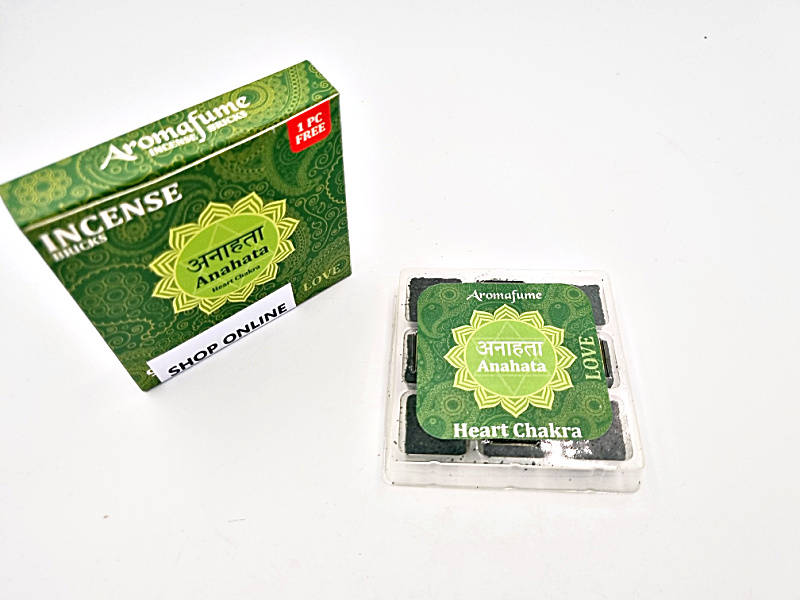 Aromafume
INCENSE BRICKS
1 PC
FREE
INCENSE
BRICKS
अनाहता
Anahata
Heart Chakra
LOVE
SHOP ONLINE
Aromafume
अनाहता
Anahata
LOVE
Heart Chakra